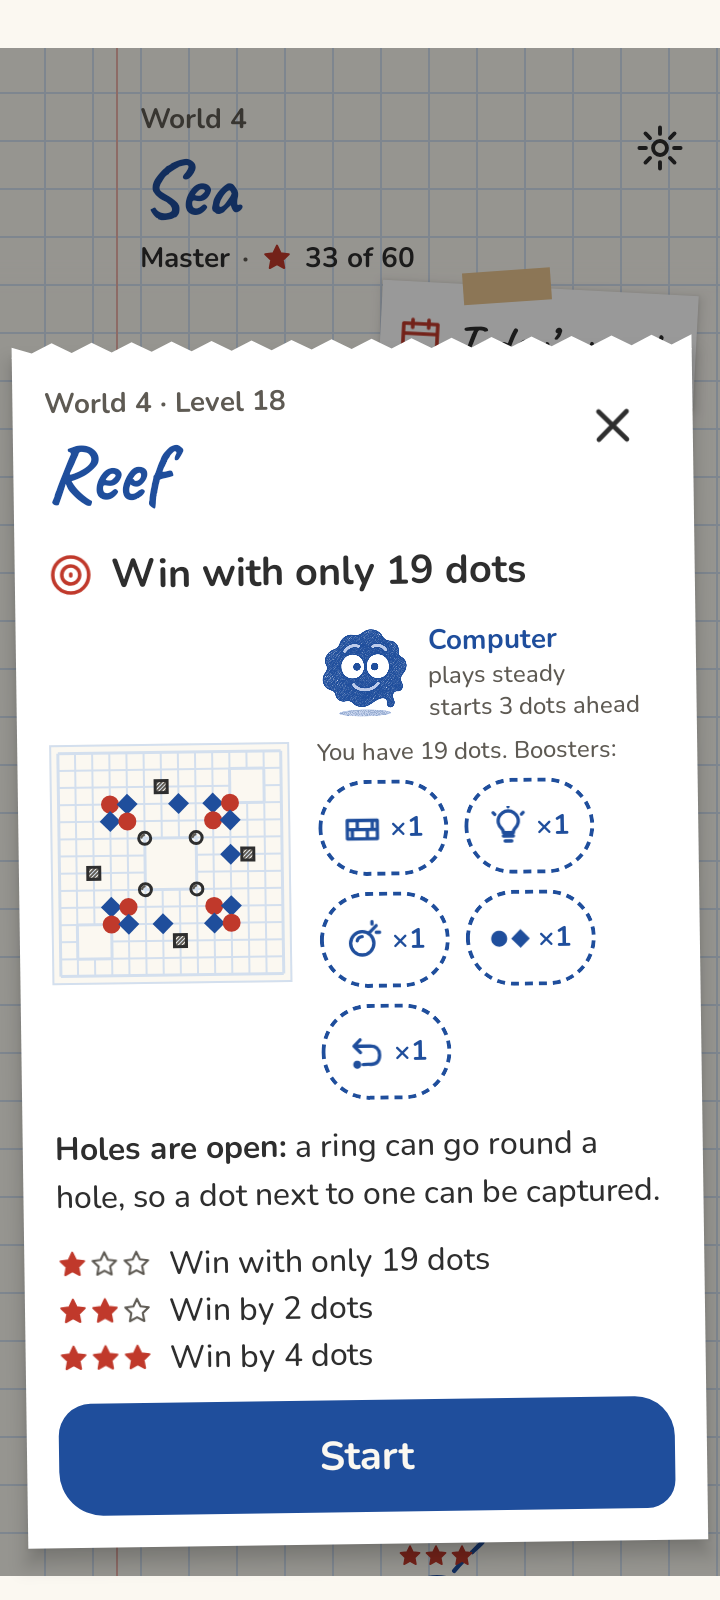 World 4
Sea
Master · 33 of 60
World 4 · Level 18
Reef
Win with only 19 dots
Computer
plays steady
starts 3 dots ahead
You have 19 dots. Boosters:
×1
×1
×1
×1
×1
Holes are open: a ring can go round a
hole, so a dot next to one can be captured.
Win with only 19 dots
Win by 2 dots
Win by 4 dots
Start